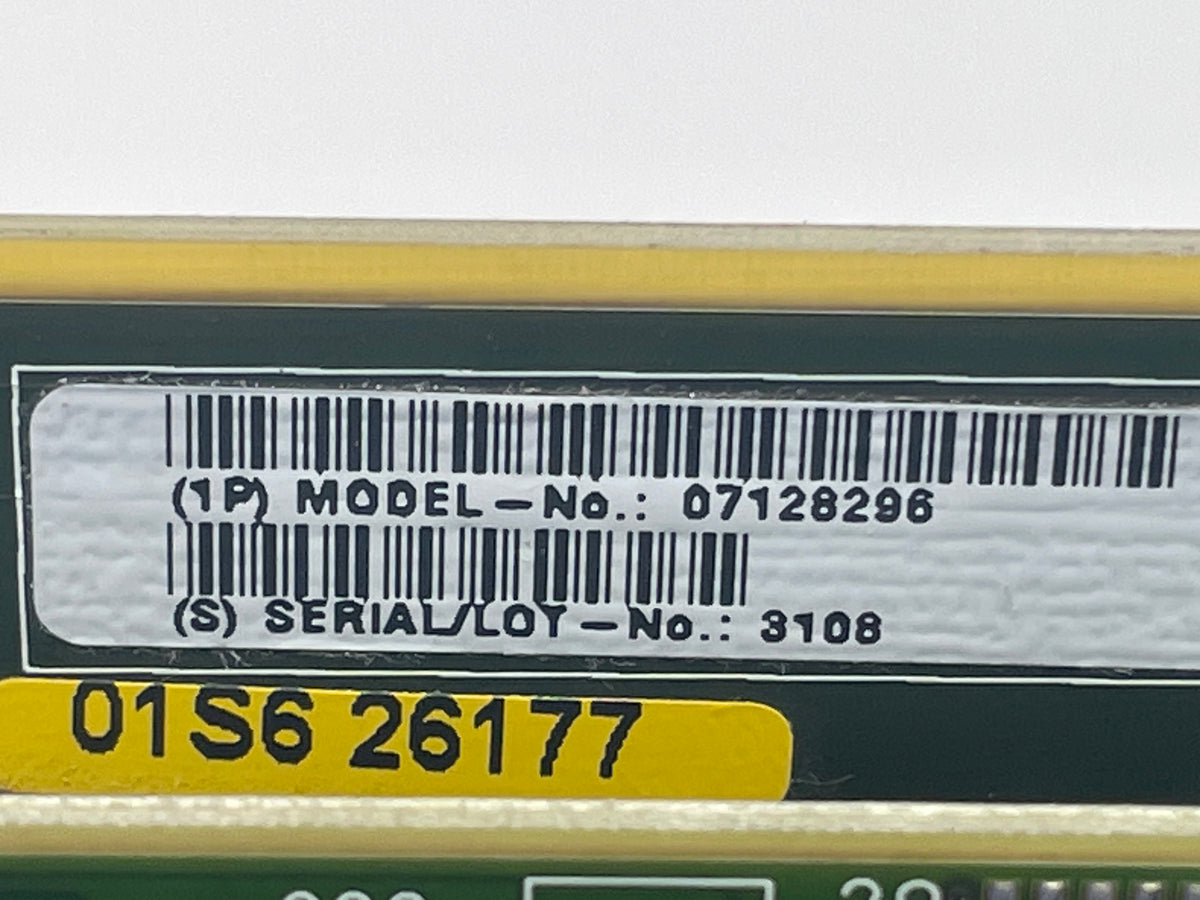 (1P) MODEL-No.: 07128296
(S) SERIAL/LOT-No.: 3108
01S6 26177